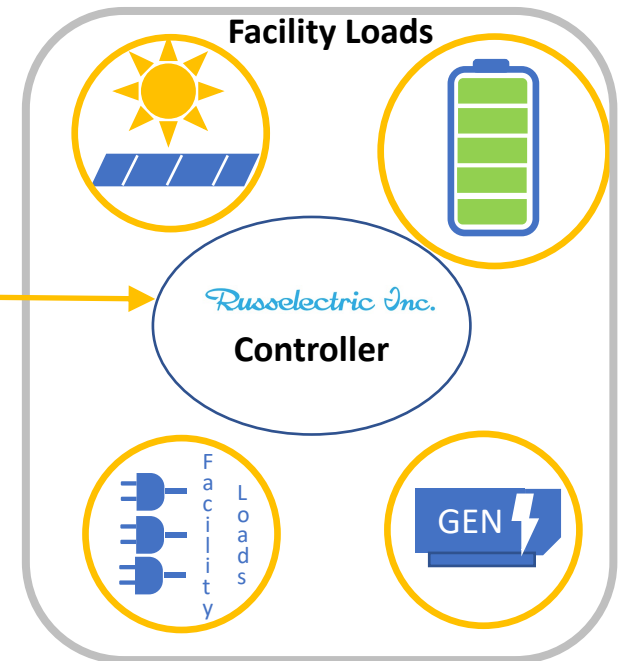 Facility Loads
Russelectric Inc.
Controller
Facility
Loads
GEN